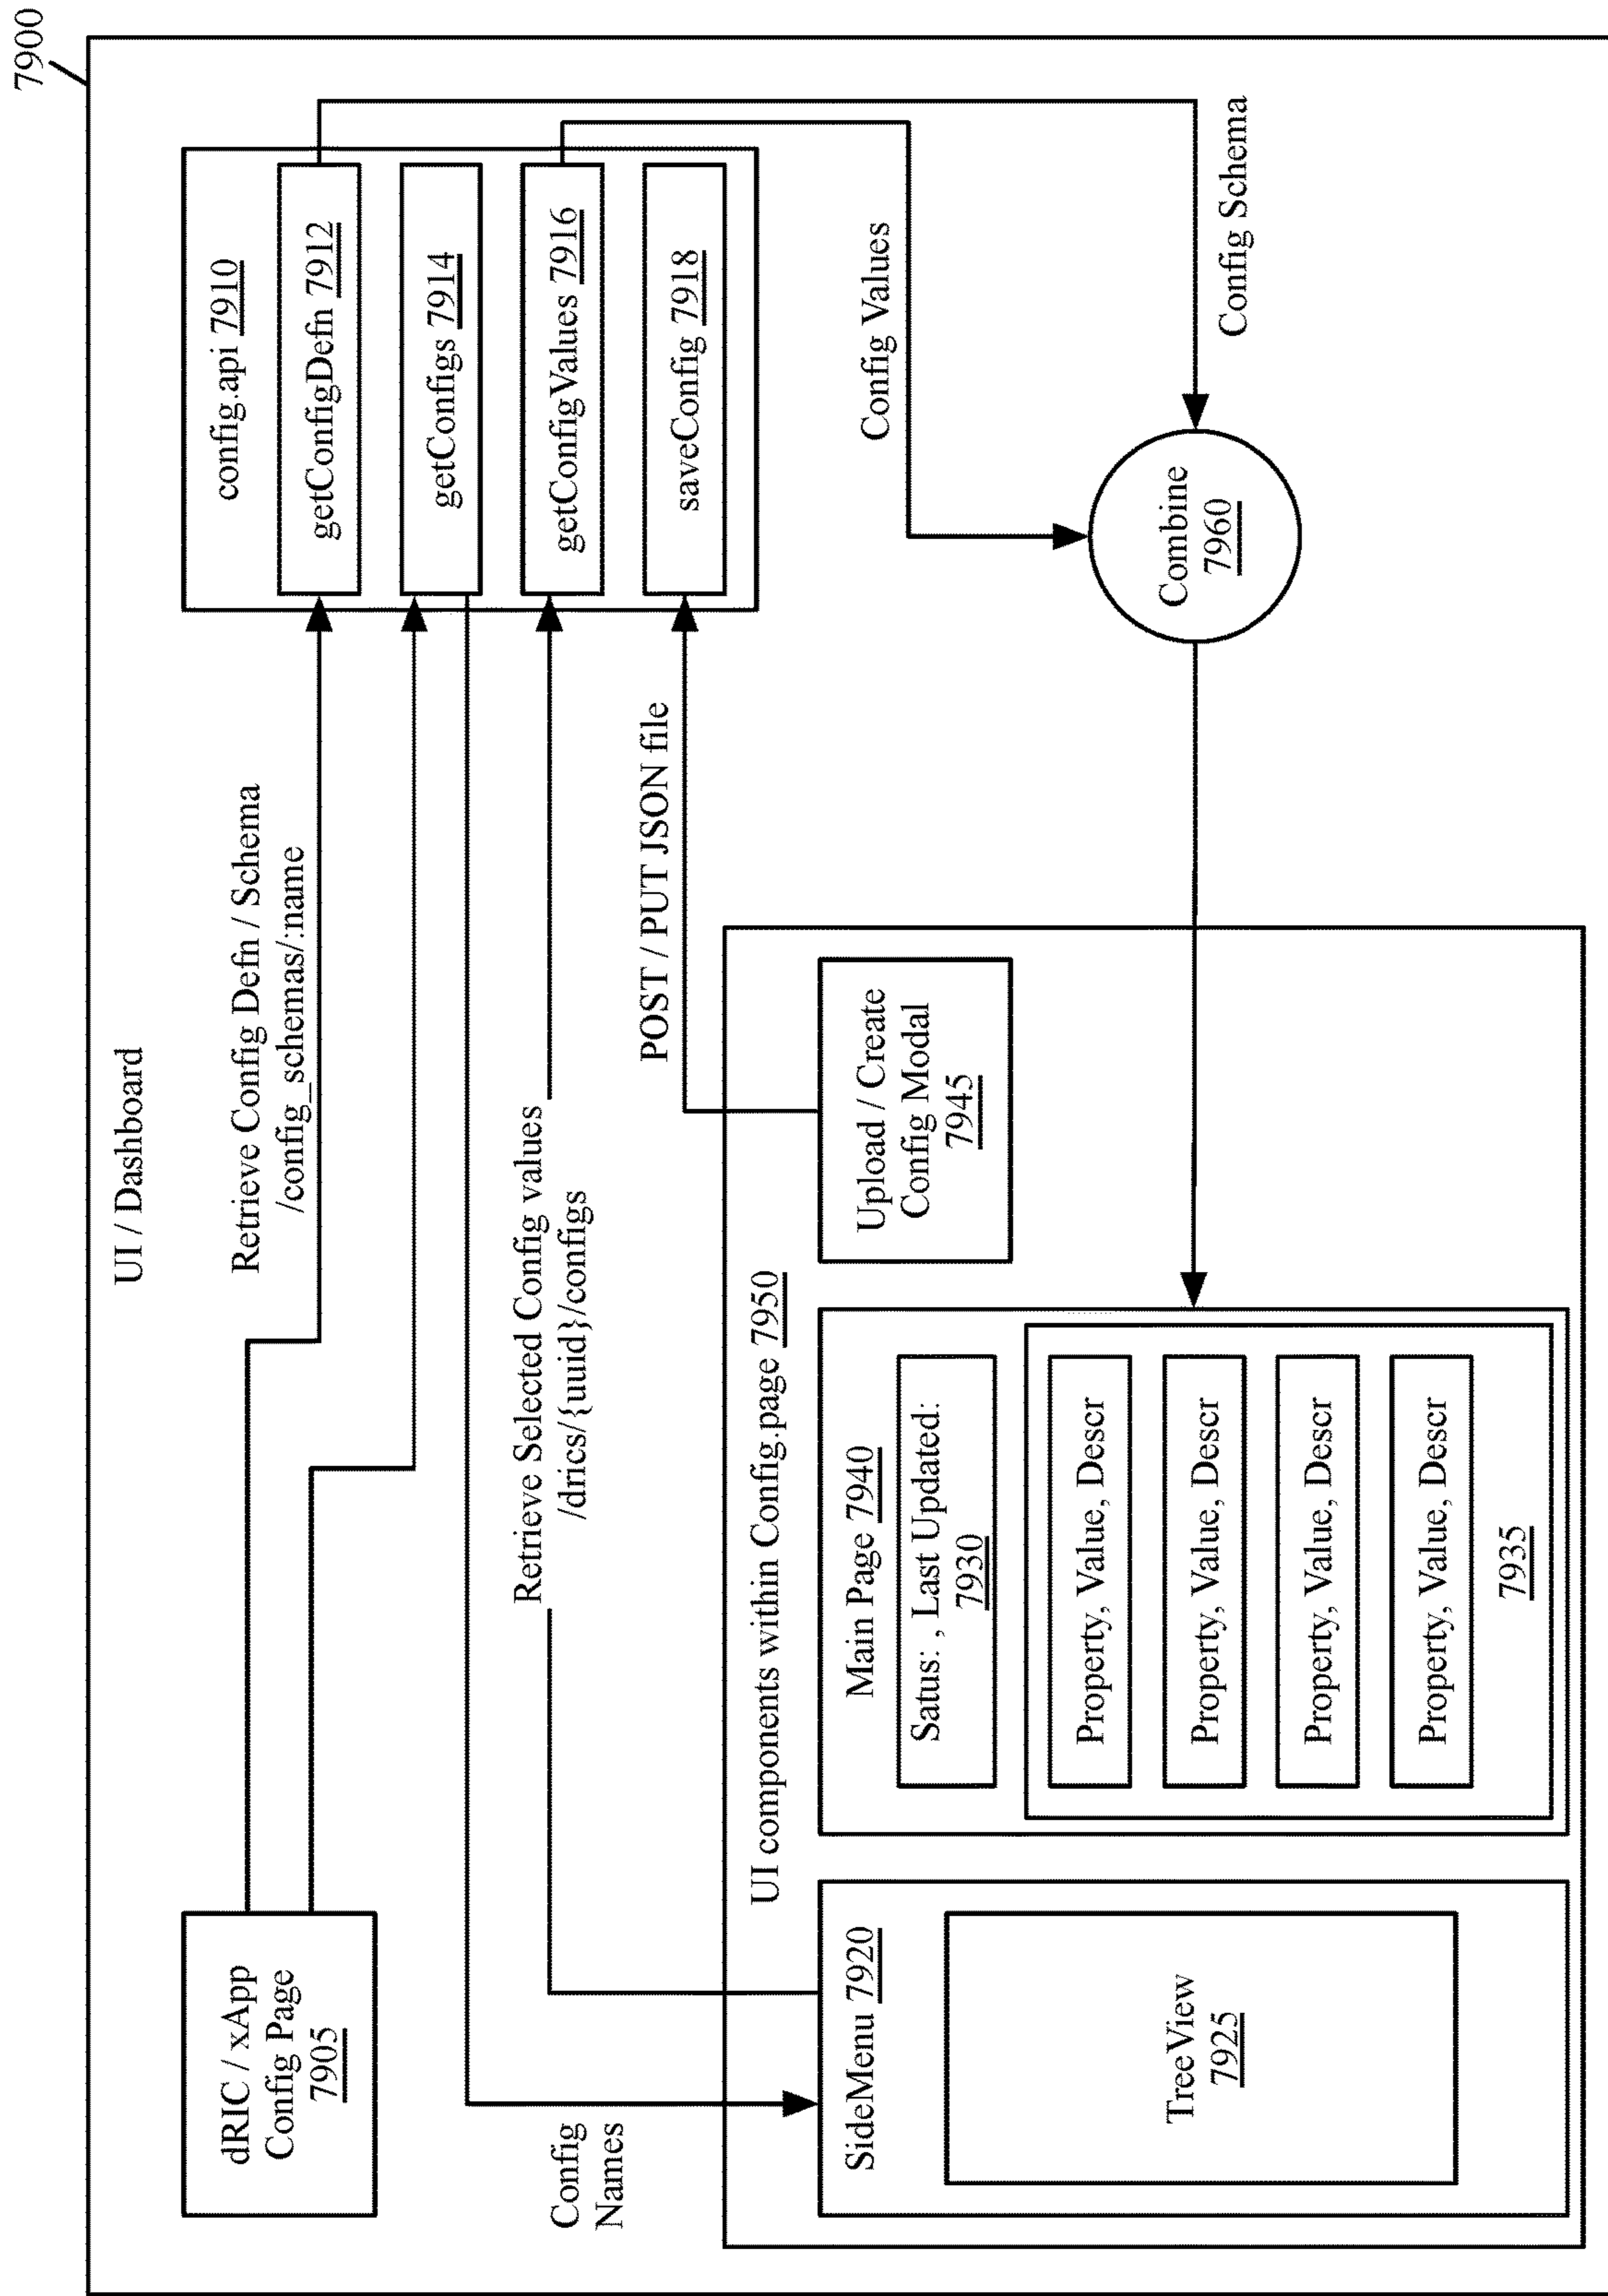 7900
UI / Dashboard
dRIC / xApp
Config Page
7905
Retrieve Config Defn / Schema
/config_schemas/:name
config.api 7910
getConfigDefn 7912
getConfigs 7914
getConfigValues 7916
saveConfig 7918
Config
Names
Retrieve Selected Config values
/drics/{uuid}/configs
POST / PUT JSON file
Config Values
Config Schema
Combine
7960
UI components within Config.page 7950
SideMenu 7920
TreeView
7925
Main Page 7940
Satus: , Last Updated:
7930
Property, Value, Descr
Property, Value, Descr
Property, Value, Descr
Property, Value, Descr
7935
Upload / Create
Config Modal
7945